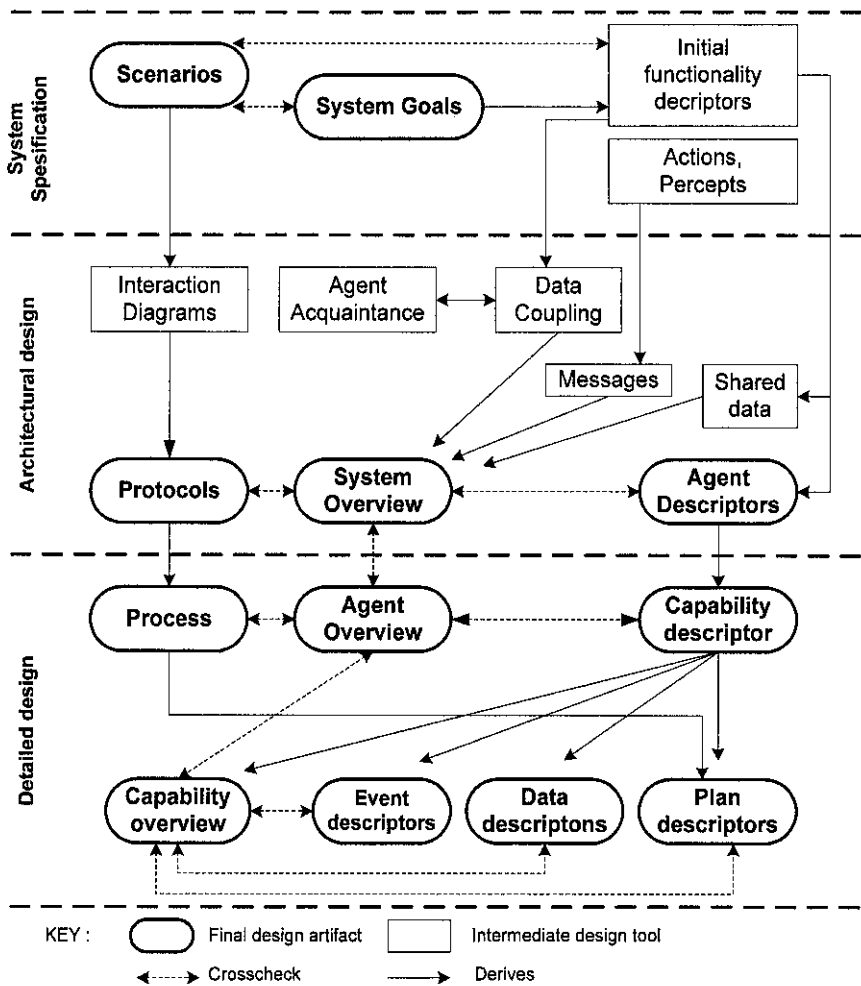 System
Spesification
Scenarios
System Goals
Initial
functionality
decriptors
Actions,
Percepts
Architectural design
Interaction
Diagrams
Agent
Acquaintance
Data
Coupling
Messages
Shared
data
Protocols
System
Overview
Agent
Descriptors
Detailed design
Process
Agent
Overview
Capability
descriptor
Capability
overview
Event
descriptors
Data
descriptons
Plan
descriptors
KEY :
Final design artifact
Intermediate design tool
Crosscheck
Derives